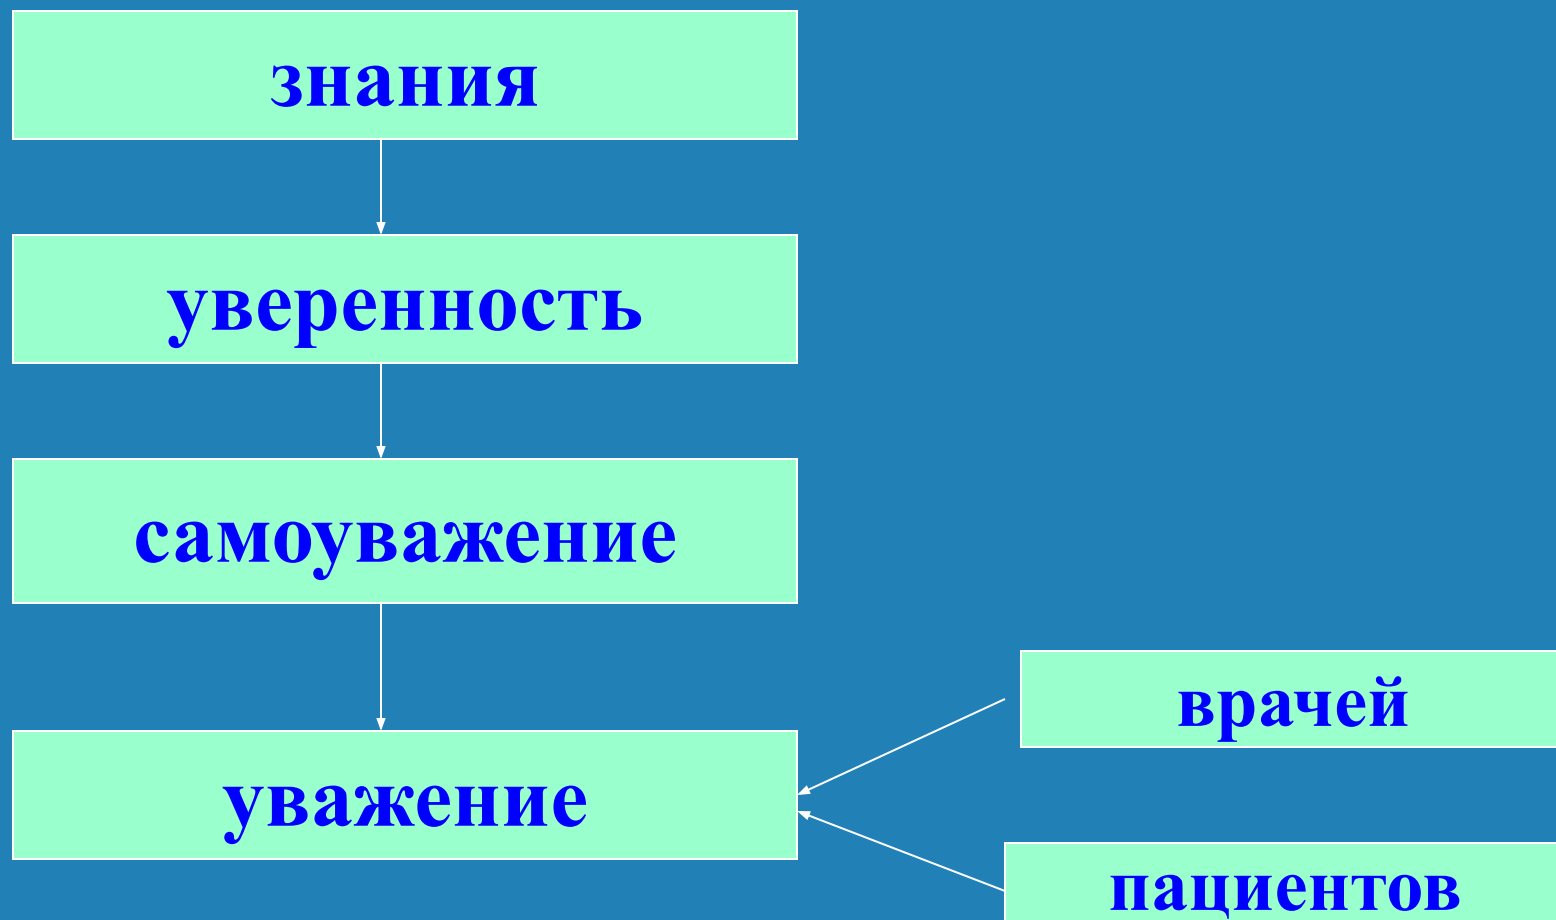 знания
уверенность
самоуважение
уважение
врачей
пациентов